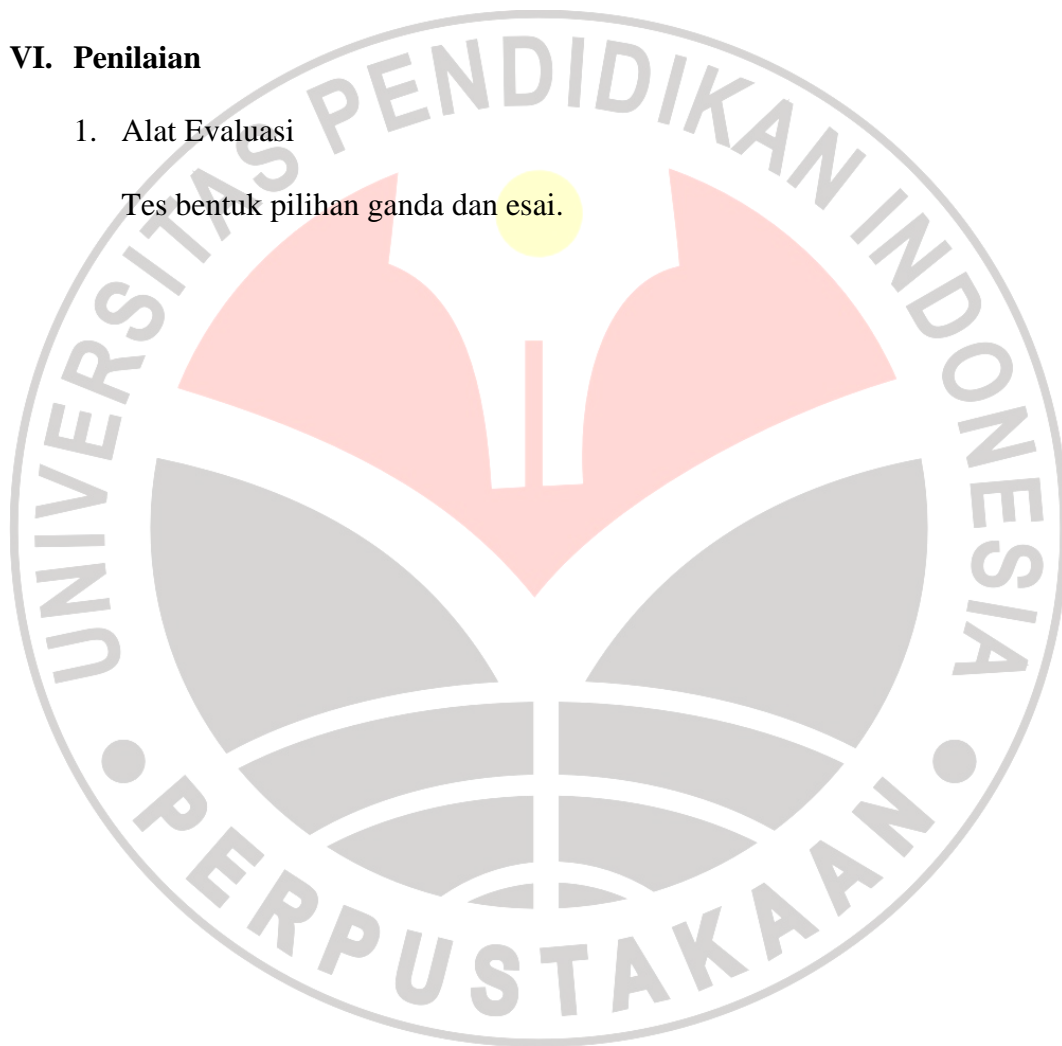 VI. Penilaian
1. Alat Evaluasi
Tes bentuk pilihan ganda dan esai.
UNIVERSITAS PENDIDIKAN INDONESIA
PERPUSTAKAAN